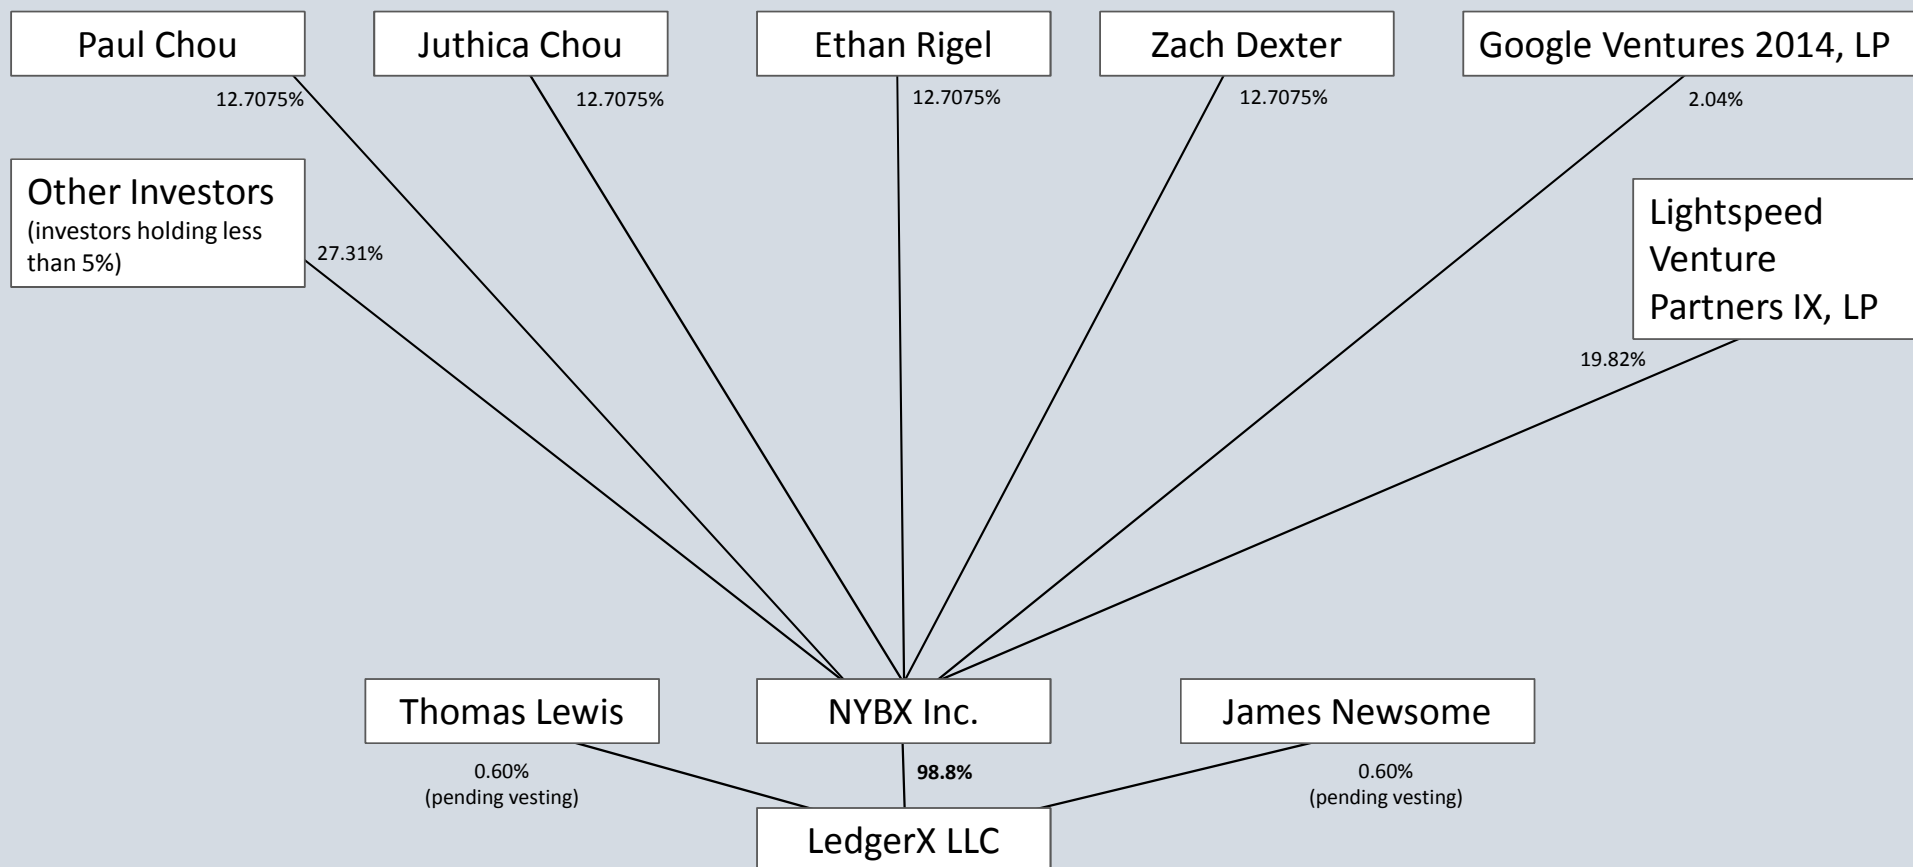 Paul Chou
Juthica Chou
Ethan Rigel
Zach Dexter
Google Ventures 2014, LP
12.7075%
12.7075%
12.7075%
12.7075%
2.04%
Other Investors
(investors holding less
than 5%)
27.31%
Lightspeed
Venture
Partners IX, LP
19.82%
Thomas Lewis
NYBX Inc.
James Newsome
0.60%
(pending vesting)
98.8%
0.60%
(pending vesting)
LedgerX LLC